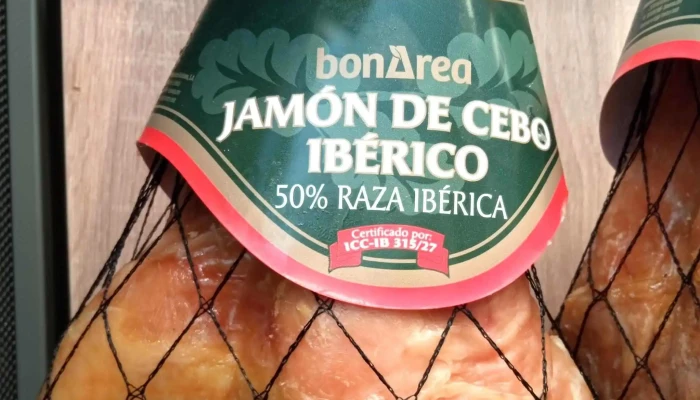 bonÀrea
JAMÓN DE CEBO
IBÉRICO
50% RAZA IBÉRICA
Certificado por:
ICC-IB 315/27